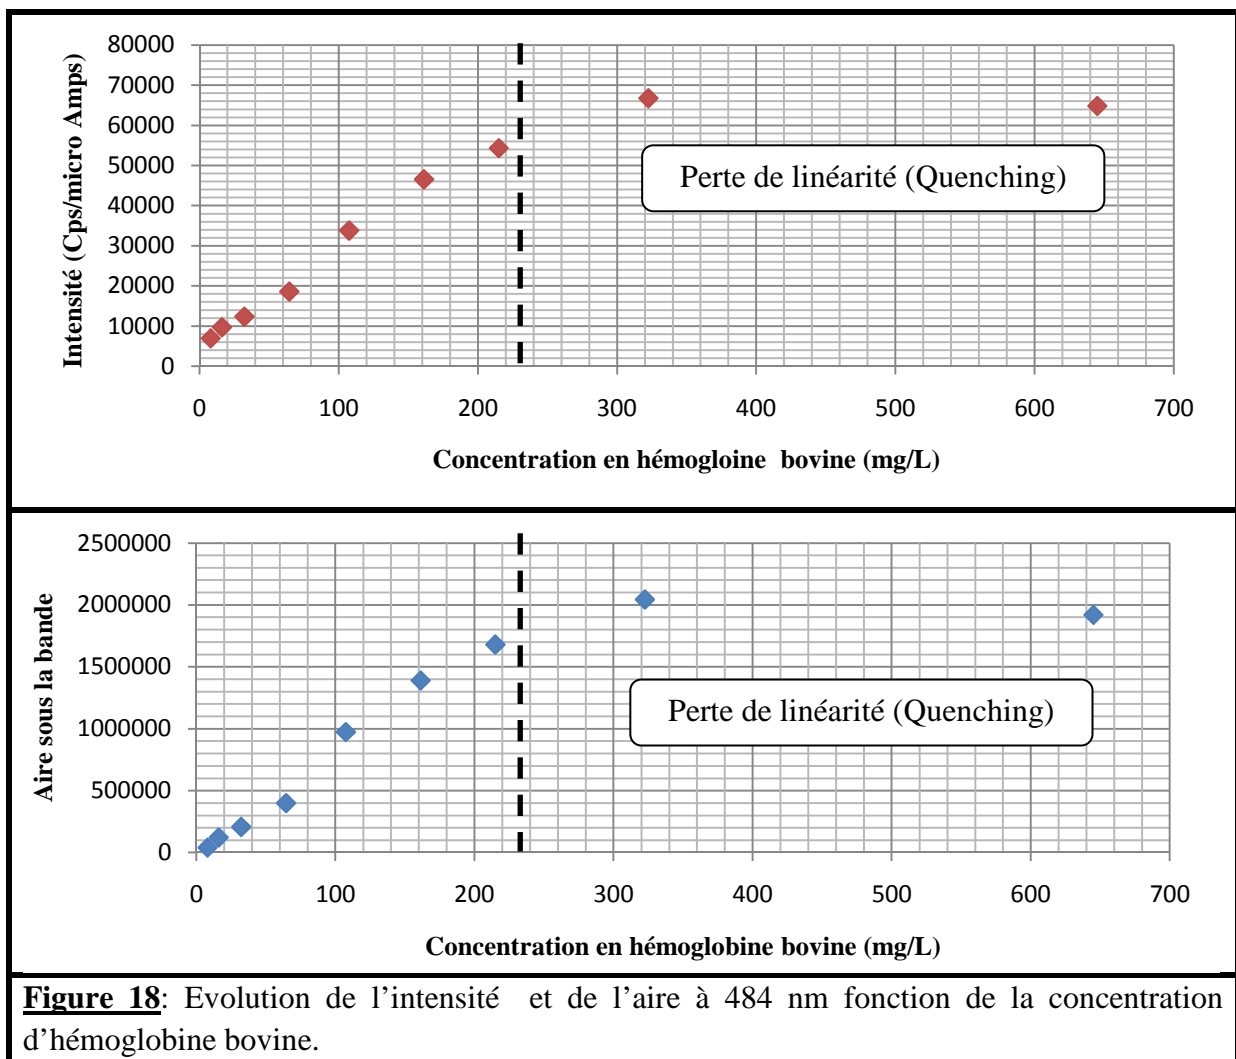 80000
70000
60000
50000
40000
30000
20000
10000
0
Intensité (Cps/micro Amps)
Perte de linéarité (Quenching)
0 100 200 300 400 500 600 700
Concentration en hémogloine bovine (mg/L)
2500000
2000000
1500000
1000000
500000
0
Aire sous la bande
Perte de linéarité (Quenching)
0 100 200 300 400 500 600 700
Concentration en hémoglobine bovine (mg/L)
Figure 18: Evolution de l’intensité et de l’aire à 484 nm fonction de la concentration
d’hémoglobine bovine.